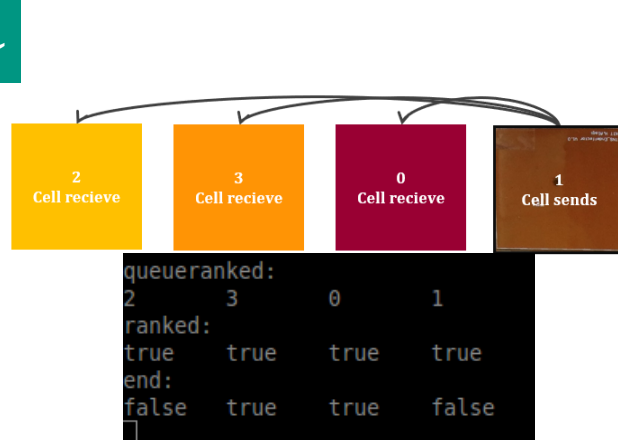 2 3 0 1
Cell recieve Cell recieve Cell recieve Cell sends
queueranked:
2 3 0 1
ranked:
true true true true
end:
false true true false